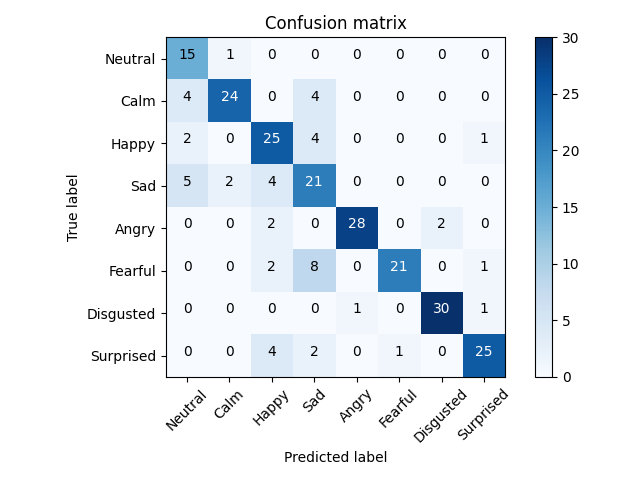 Confusion matrix
True label
Neutral 15 1 0 0 0 0 0 0
Calm 4 24 0 4 0 0 0 0
Happy 2 0 25 4 0 0 0 1
Sad 5 2 4 21 0 0 0 0
Angry 0 0 2 0 28 0 2 0
Fearful 0 0 2 8 0 21 0 1
Disgusted 0 0 0 0 1 0 30 1
Surprised 0 0 4 2 0 1 0 25
Neutral Calm Happy Sad Angry Fearful Disgusted Surprised
Predicted label
30
25
20
15
10
5
0